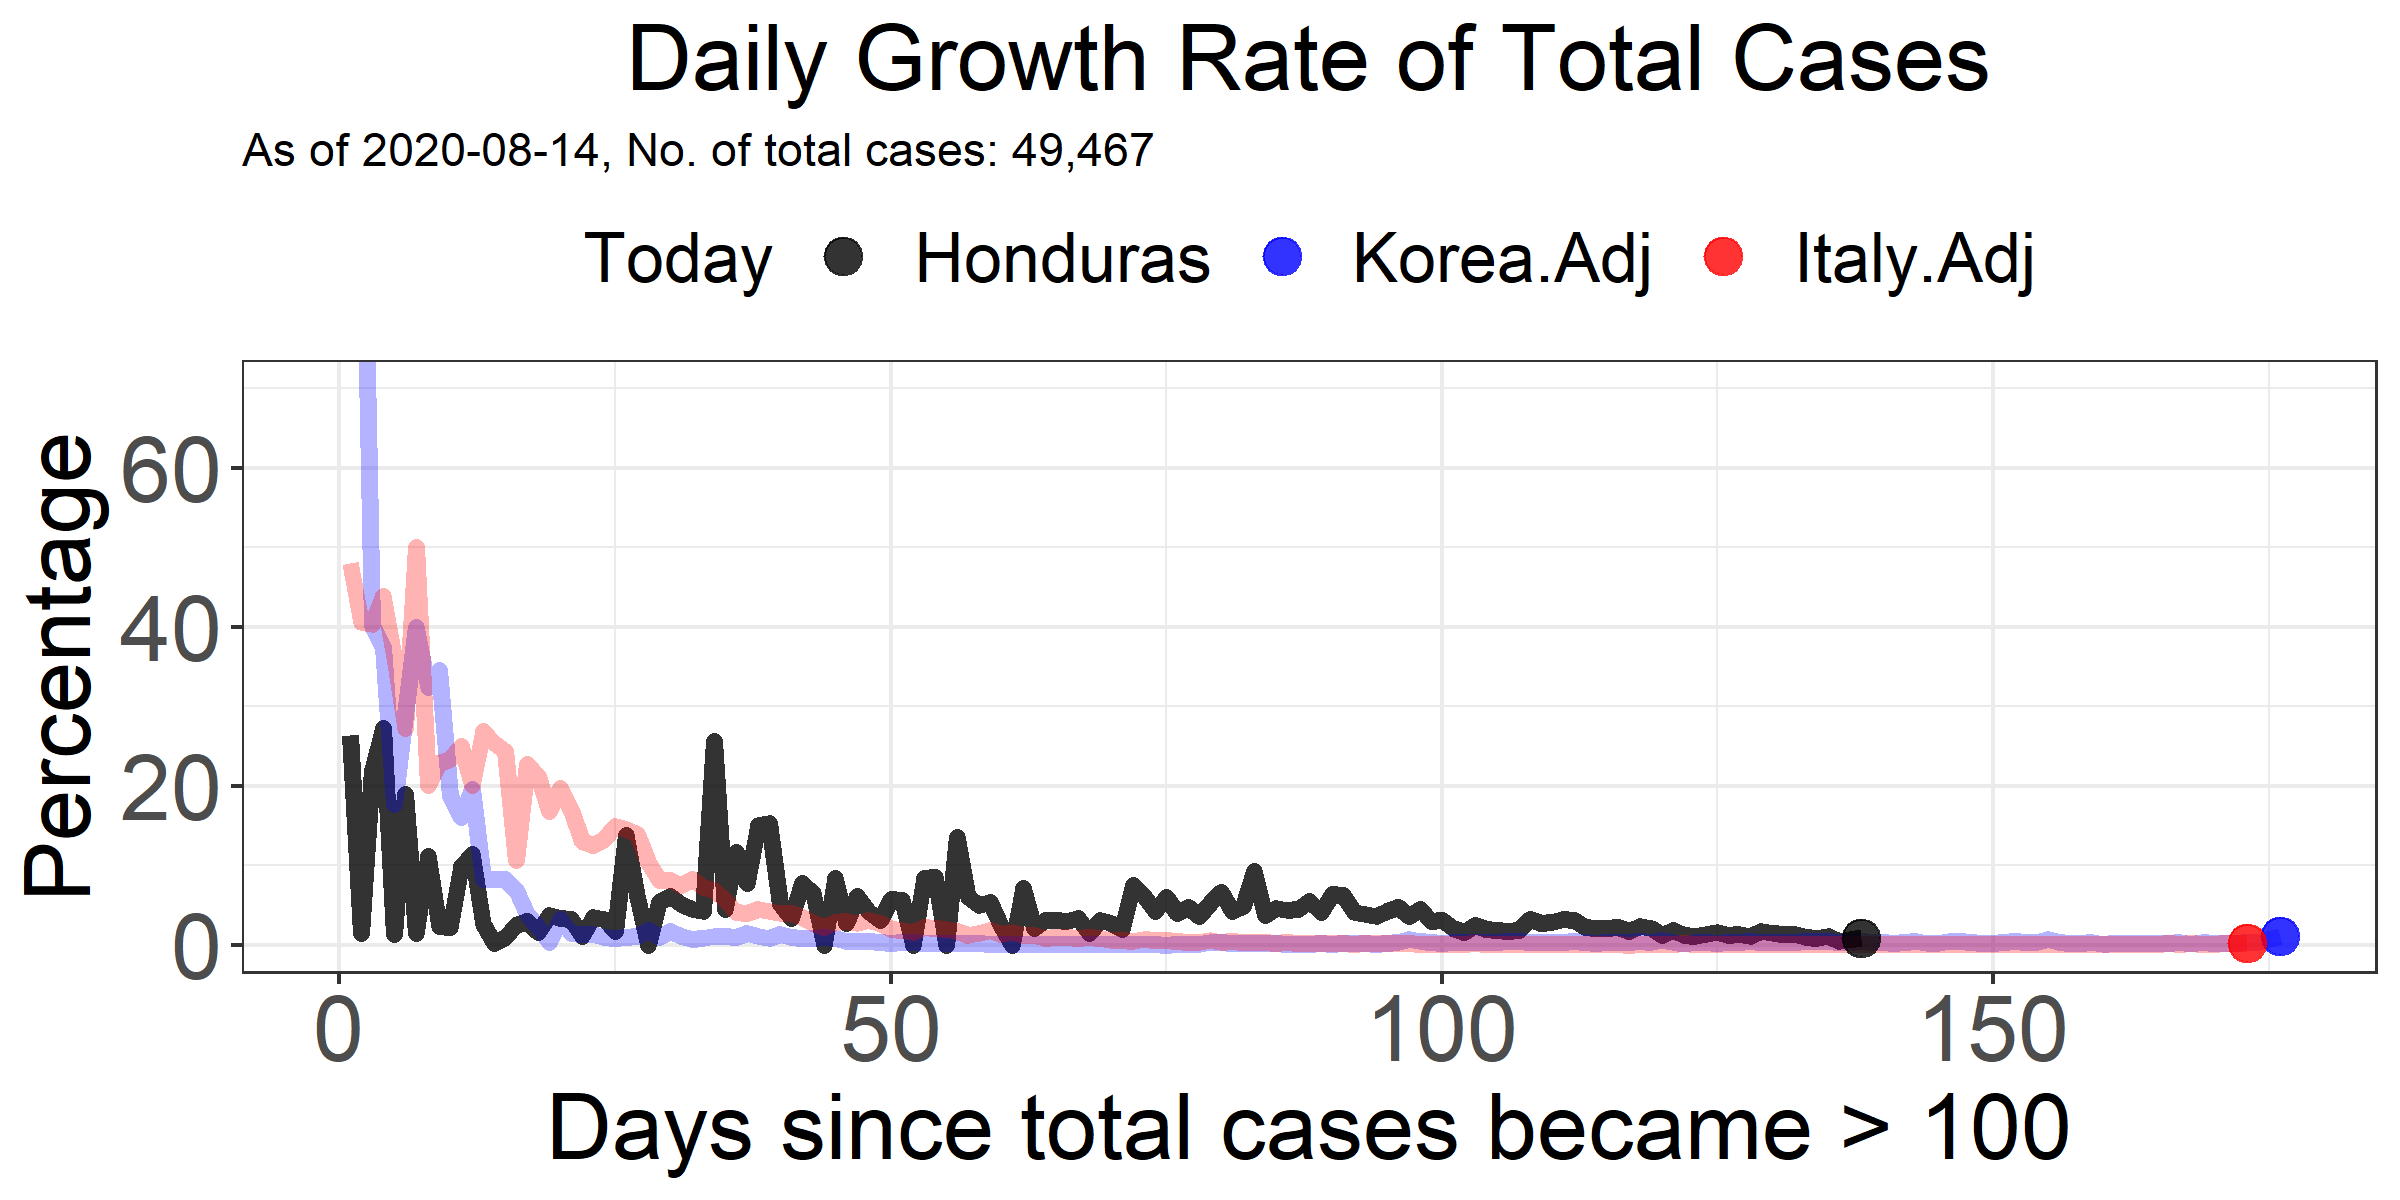 Daily Growth Rate of Total Cases
As of 2020-08-14, No. of total cases: 49,467
Today Honduras Korea.Adj Italy.Adj
Percentage
60
40
20
0
0 50 100 150
Days since total cases became > 100